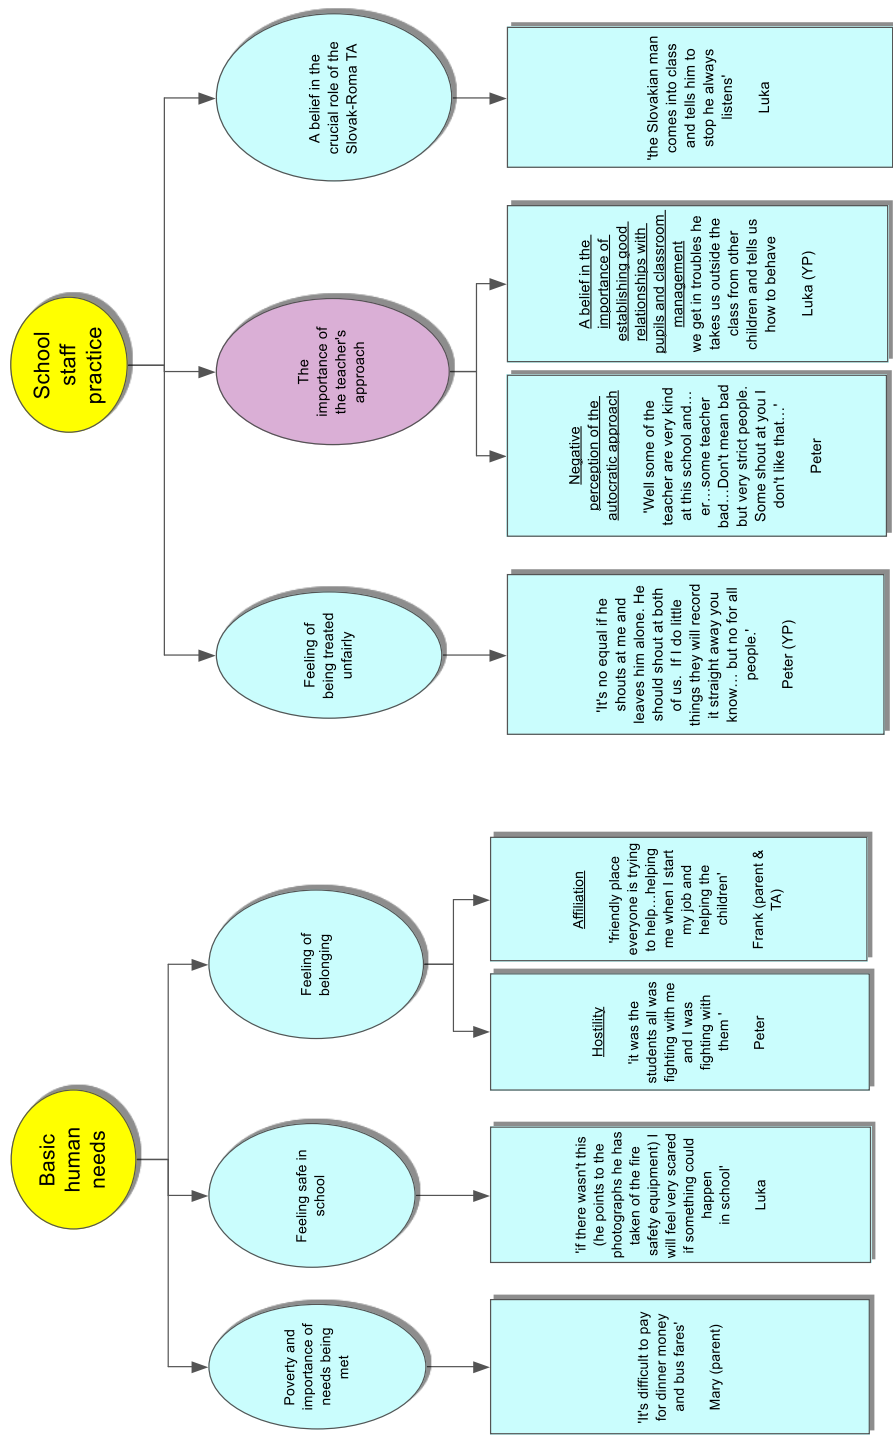 Basic
human
needs
Poverty and
importance of
needs being
met
Feeling safe in
school
Feeling of
belonging
'It's difficult to pay
for dinner money
and bus fares'
Mary (parent)
'if there wasn't this
(he points to the
photographs he has
taken of the fire
safety equipment) I
will feel very scared
if something could
happen
in school'
Luka
Hostility
'it was the
students all was
fighting with me
and I was
fighting with
them '
Peter
Affiliation
'friendly place
everyone is trying
to help…helping
me when I start
my job and
helping the
children'
Frank (parent &
TA)
School
staff
practice
Feeling of
being treated
unfairly
The
importance of
the teacher's
approach
A belief in the
crucial role of the
Slovak-Roma TA
'It's no equal if he
shouts at me and
leaves him alone. He
should shout at both
of us.  If I do little
things they will record
it straight away you
know… but no for all
people.'
Peter (YP)
Negative
perception of the
autocratic approach
'Well some of the
teacher are very kind
at this school and…
er…some teacher
bad…Don't mean bad
but very strict people.
Some shout at you I
don't like that…'
Peter
A belief in the
importance of
establishing good
relationships with
pupils and classroom
management
we get in troubles he
takes us outside the
class from other
children and tells us
how to behave
Luka (YP)
'the Slovakian man
comes into class
and tells him to
stop he always
listens'
Luka